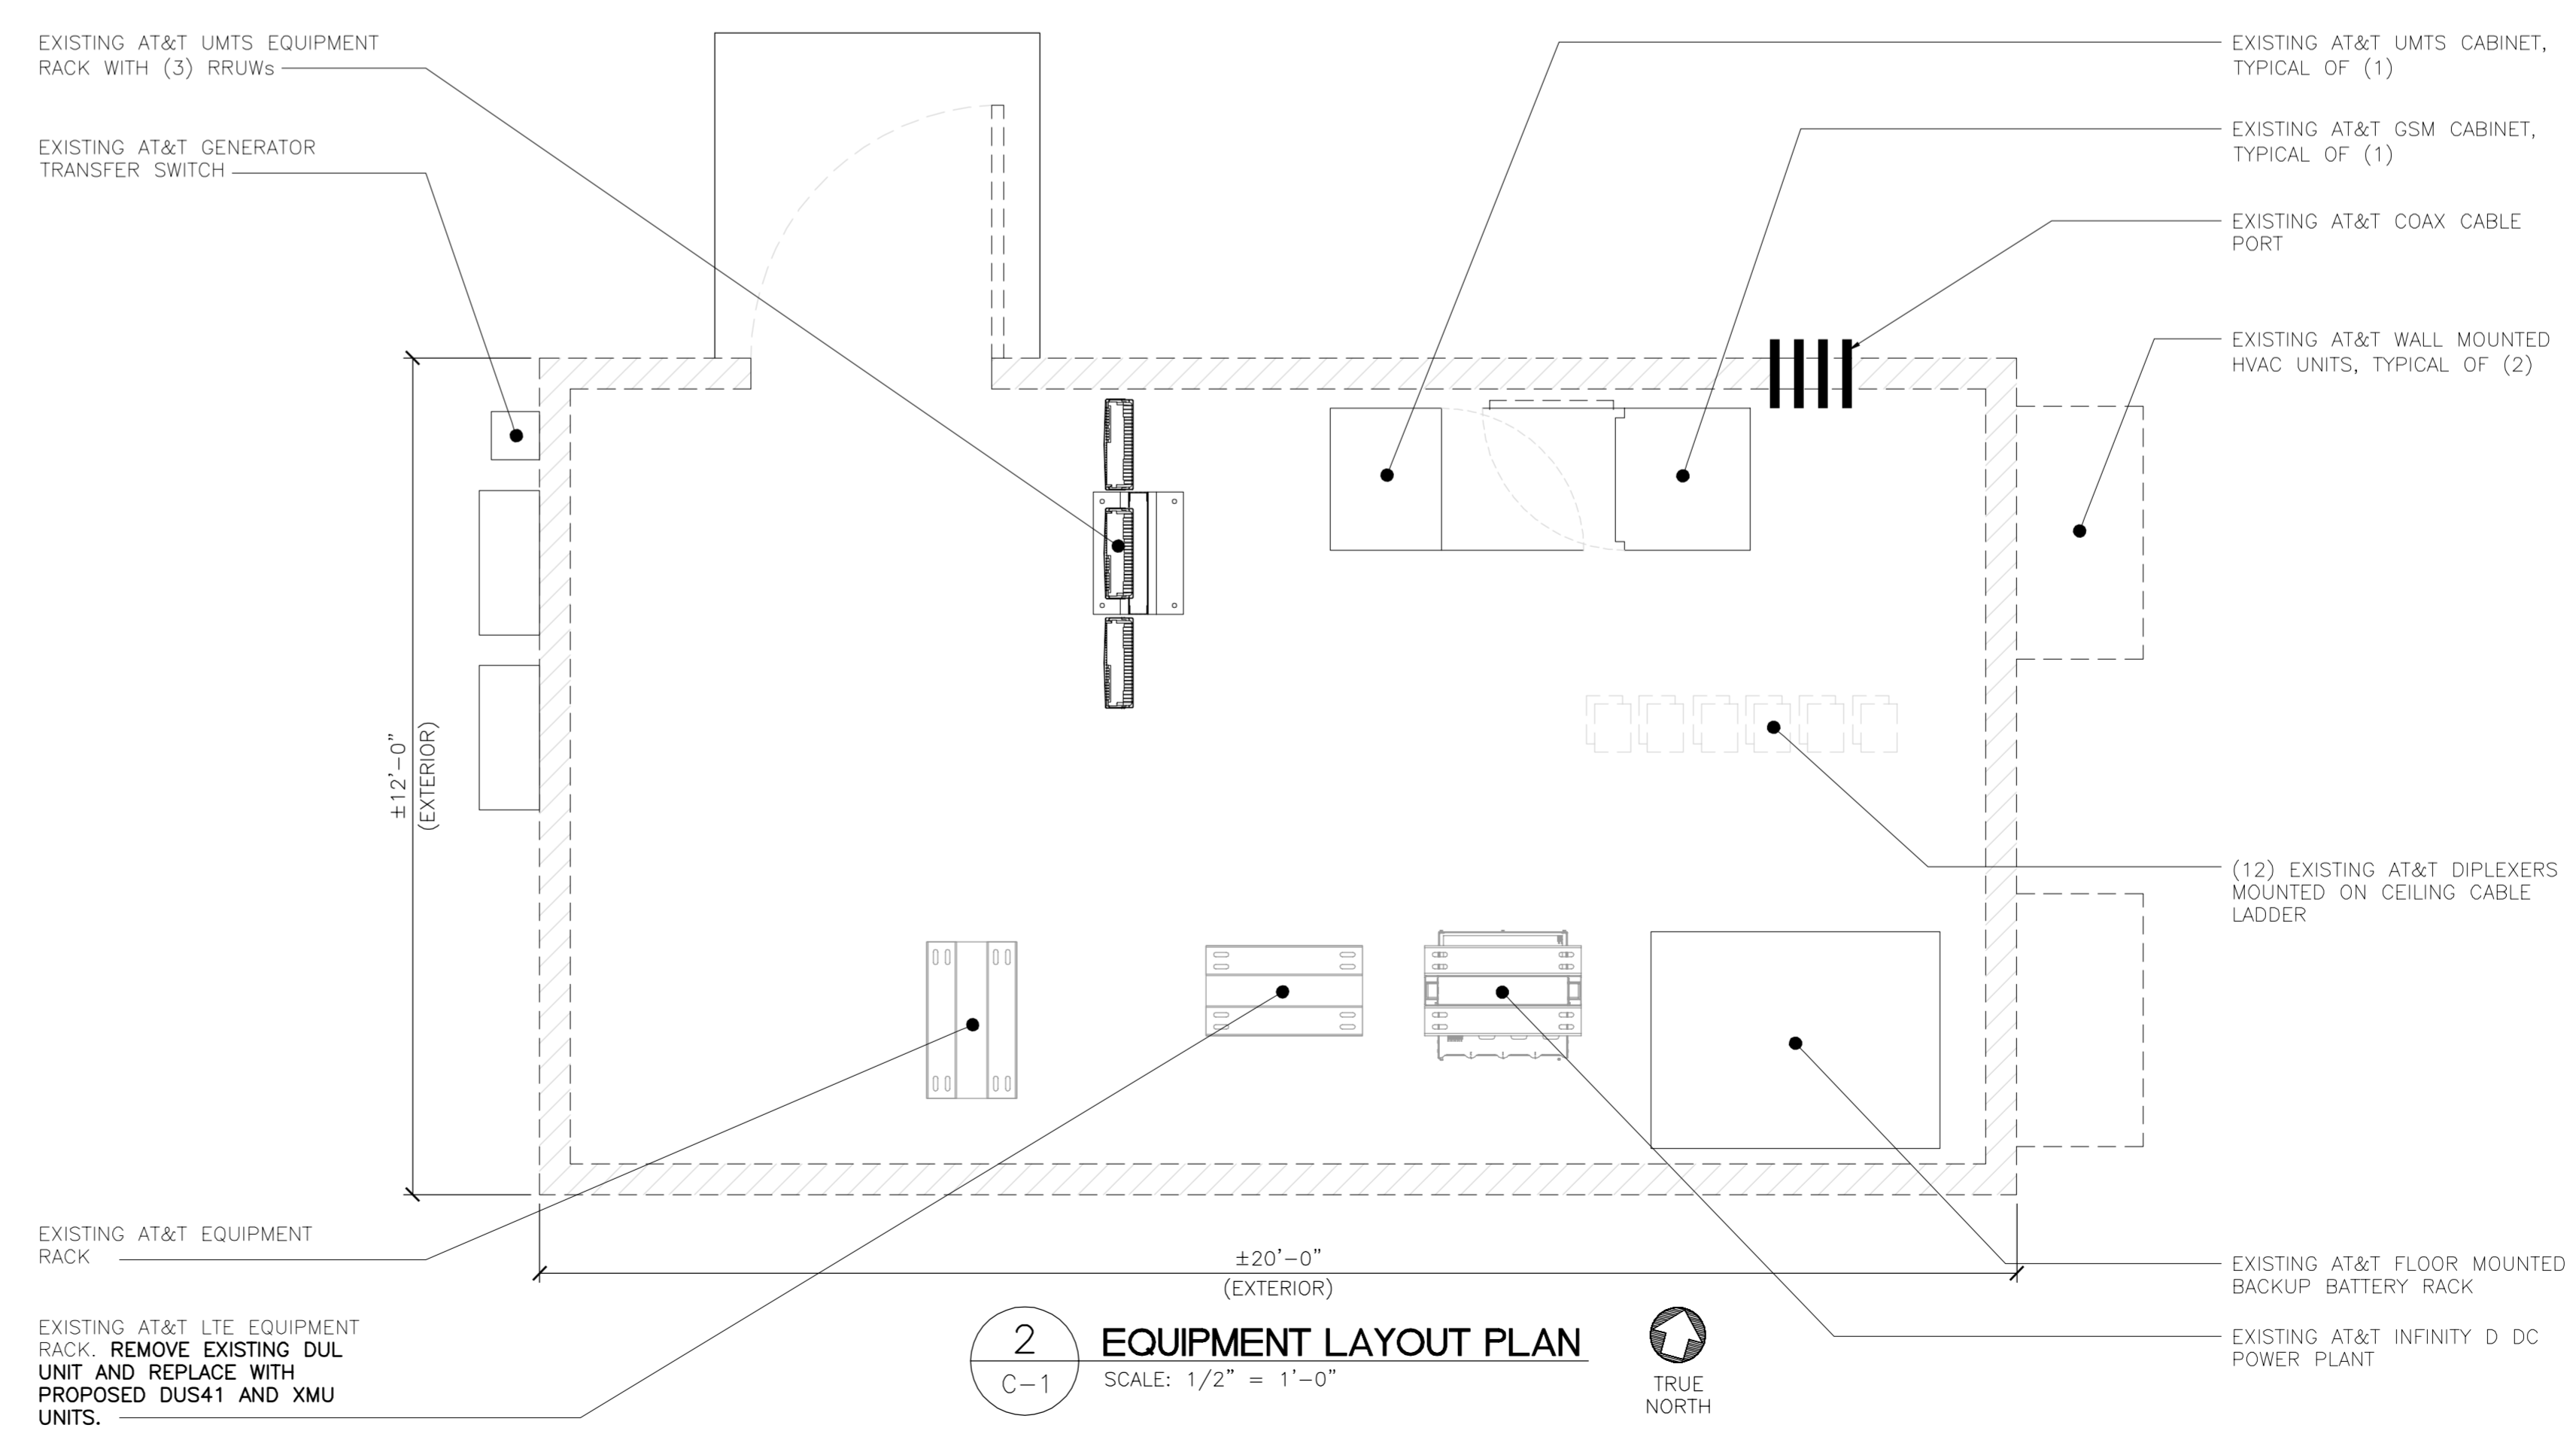 EXISTING AT&T UMTS EQUIPMENT
RACK WITH (3) RRUWs
EXISTING AT&T GENERATOR
TRANSFER SWITCH
EXISTING AT&T UMTS CABINET,
TYPICAL OF (1)
EXISTING AT&T GSM CABINET,
TYPICAL OF (1)
EXISTING AT&T COAX CABLE
PORT
EXISTING AT&T WALL MOUNTED
HVAC UNITS, TYPICAL OF (2)
±12'-0"
(EXTERIOR)
(12) EXISTING AT&T DIPLEXERS
MOUNTED ON CEILING CABLE
LADDER
EXISTING AT&T EQUIPMENT
RACK
EXISTING AT&T LTE EQUIPMENT
RACK. REMOVE EXISTING DUL
UNIT AND REPLACE WITH
PROPOSED DUS41 AND XMU
UNITS.
±20'-0"
(EXTERIOR)
EXISTING AT&T FLOOR MOUNTED
BACKUP BATTERY RACK
EXISTING AT&T INFINITY D DC
POWER PLANT
2
C-1
EQUIPMENT LAYOUT PLAN
SCALE: 1/2" = 1'-0"
TRUE
NORTH